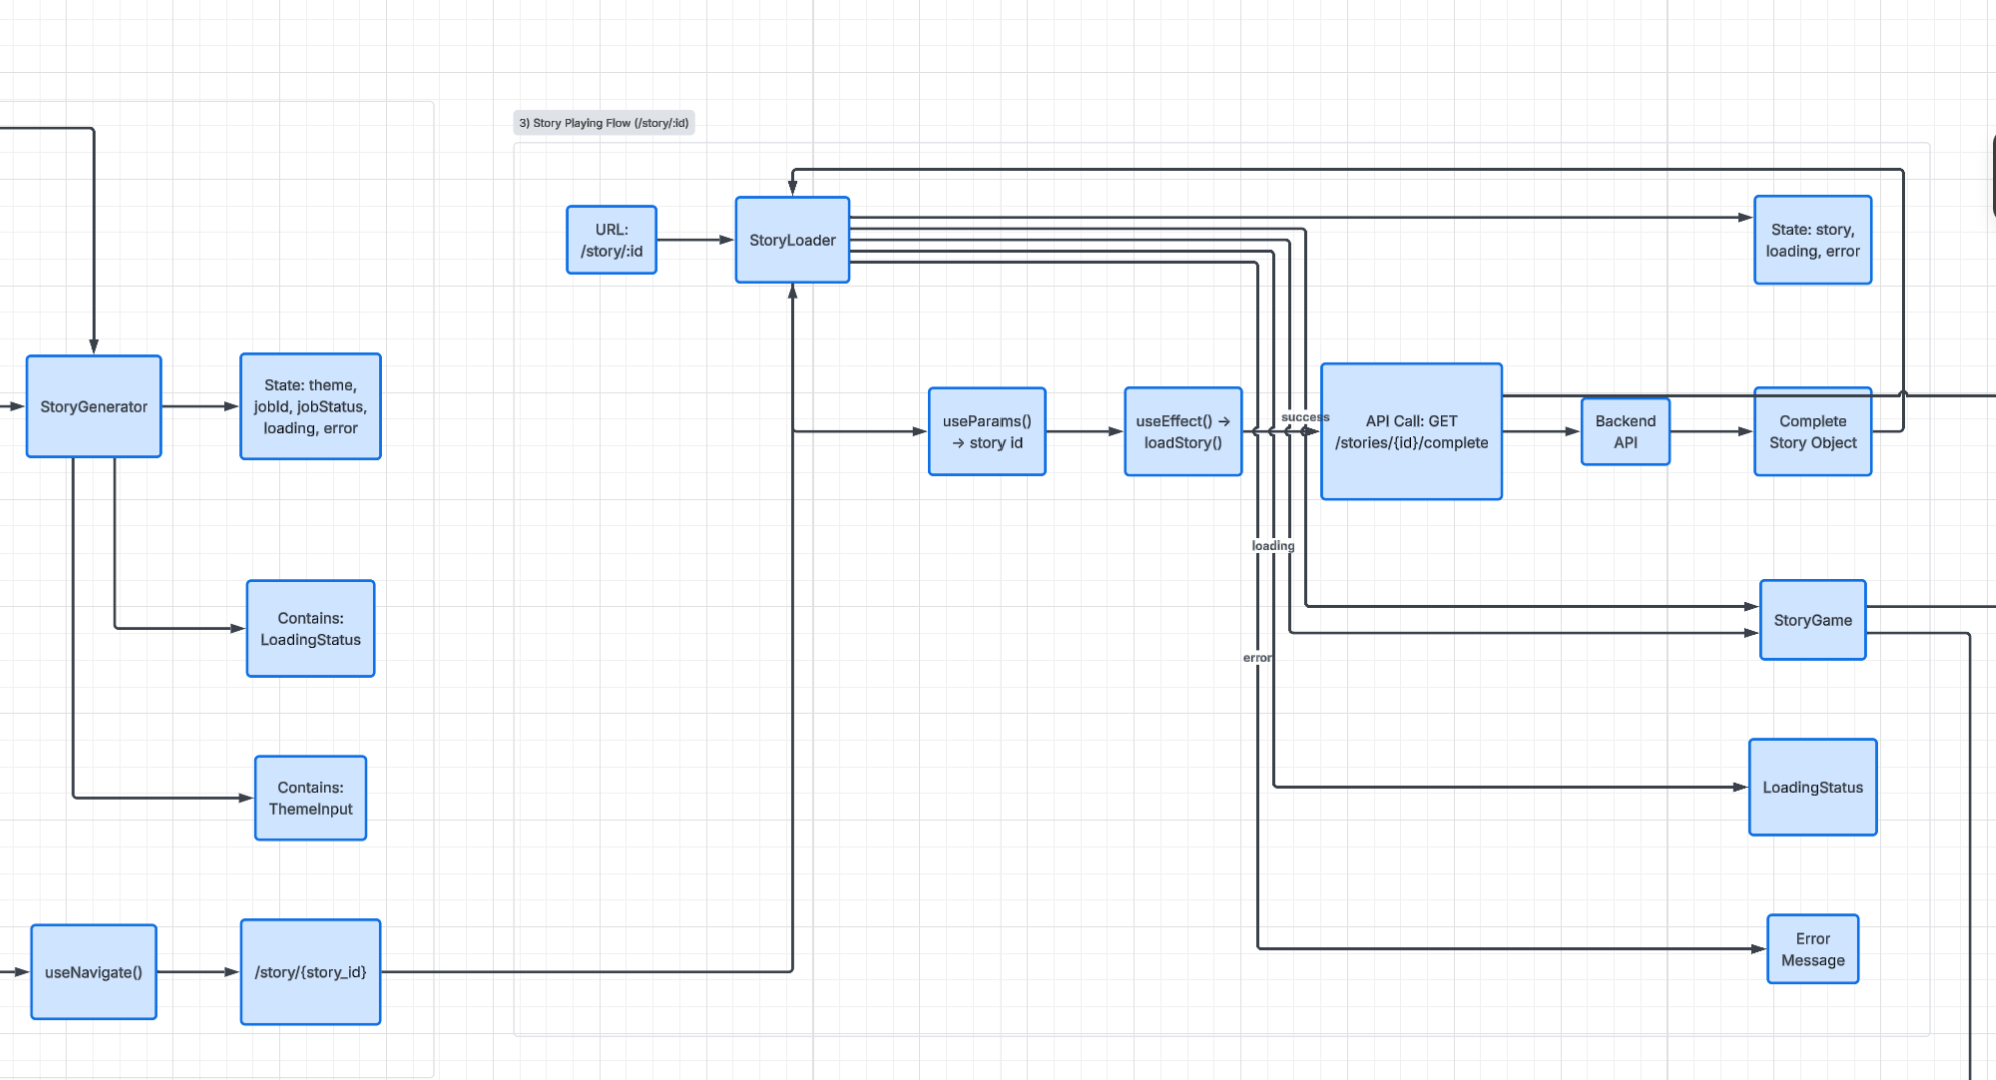 3) Story Playing Flow (/story/:id)
URL:
/story/:id
StoryLoader
State: story,
loading, error
StoryGenerator
State: theme,
jobId, jobStatus,
loading, error
useParams()
→ story id
useEffect() →
loadStory()
success
API Call: GET
/stories/{id}/complete
Backend
API
Complete
Story Object
loading
Contains:
LoadingStatus
StoryGame
error
Contains:
ThemeInput
LoadingStatus
useNavigate()
/story/{story_id}
Error
Message